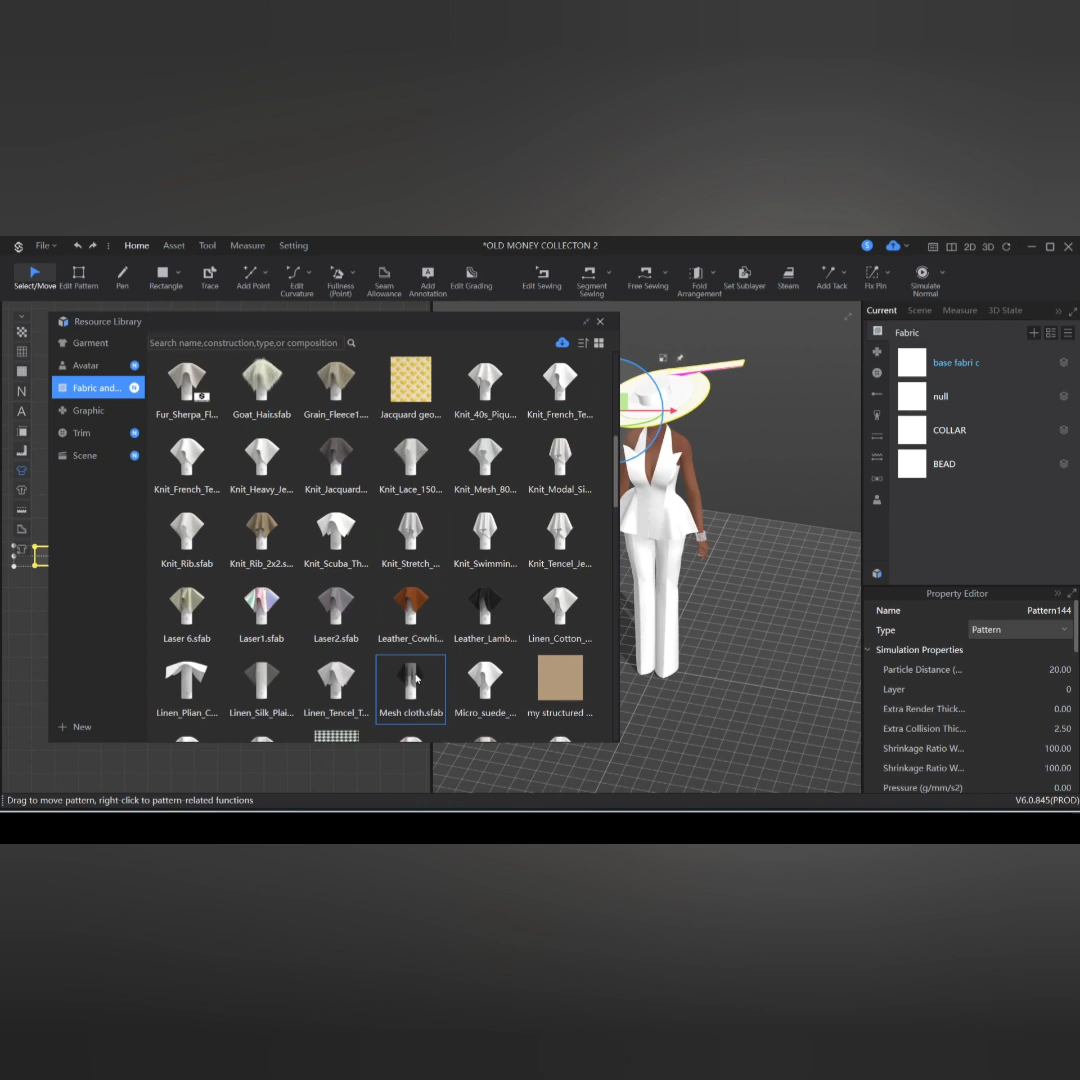 File Home Asset Tool Measure Setting *OLD MONEY COLLECTON 2 S 2D 3D
Select/Move Edit Pattern Pen Rectangle Trace Add Point Edit Curvature Fullness (Point) Seam Allowance Add Annotation Edit Grading Edit Sewing Segment Sewing Free Sewing Fold Arrangement Set Sublayer Steam Add Tack Fix Pin Simulate Normal
Resource Library
Garment
Avatar N
Fabric and... N
Graphic
Trim N
Scene N
New
Search name,construction,type,or composition
Fur_Sherpa_Fl... Goat_Hair.sfab Grain_Fleece1.... Jacquard geo... Knit_40s_Piqu... Knit_French_Te...
Knit_French_Te... Knit_Heavy_Je... Knit_Jacquard... Knit_Lace_150... Knit_Mesh_80... Knit_Modal_Si...
Knit_Rib.sfab Knit_Rib_2x2.s... Knit_Scuba_Th... Knit_Stretch_... Knit_Swimmin... Knit_Tencel_Je...
Laser 6.sfab Laser1.sfab Laser2.sfab Leather_Cowhi... Leather_Lamb... Linen_Cotton_...
Linen_Plian_C... Linen_Silk_Plai... Linen_Tencel_T... Mesh cloth.sfab Micro_suede_... my structured ...
Current Scene Measure 3D State
Fabric
base fabri c
null
COLLAR
BEAD
Property Editor
Name Pattern144
Type Pattern
Simulation Properties
Particle Distance (... 20.00
Layer 0
Extra Render Thick... 0.00
Extra Collision Thic... 2.50
Shrinkage Ratio W... 100.00
Shrinkage Ratio W... 100.00
Pressure (g/mm/s2) 0.00
Drag to move pattern, right-click to pattern-related functions V6.0.845(PROD)